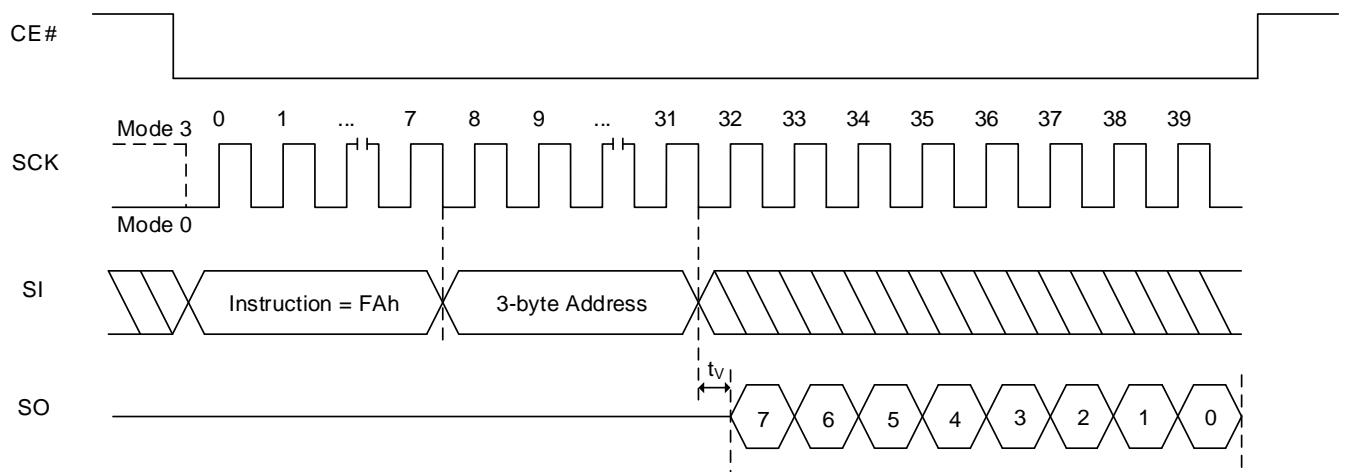 CE#
0 1 ... 7 8 9 ... 31 32 33 34 35 36 37 38 39
Mode 3
SCK
Mode 0
SI
Instruction = FAh
3-byte Address
tV
SO
7 6 5 4 3 2 1 0